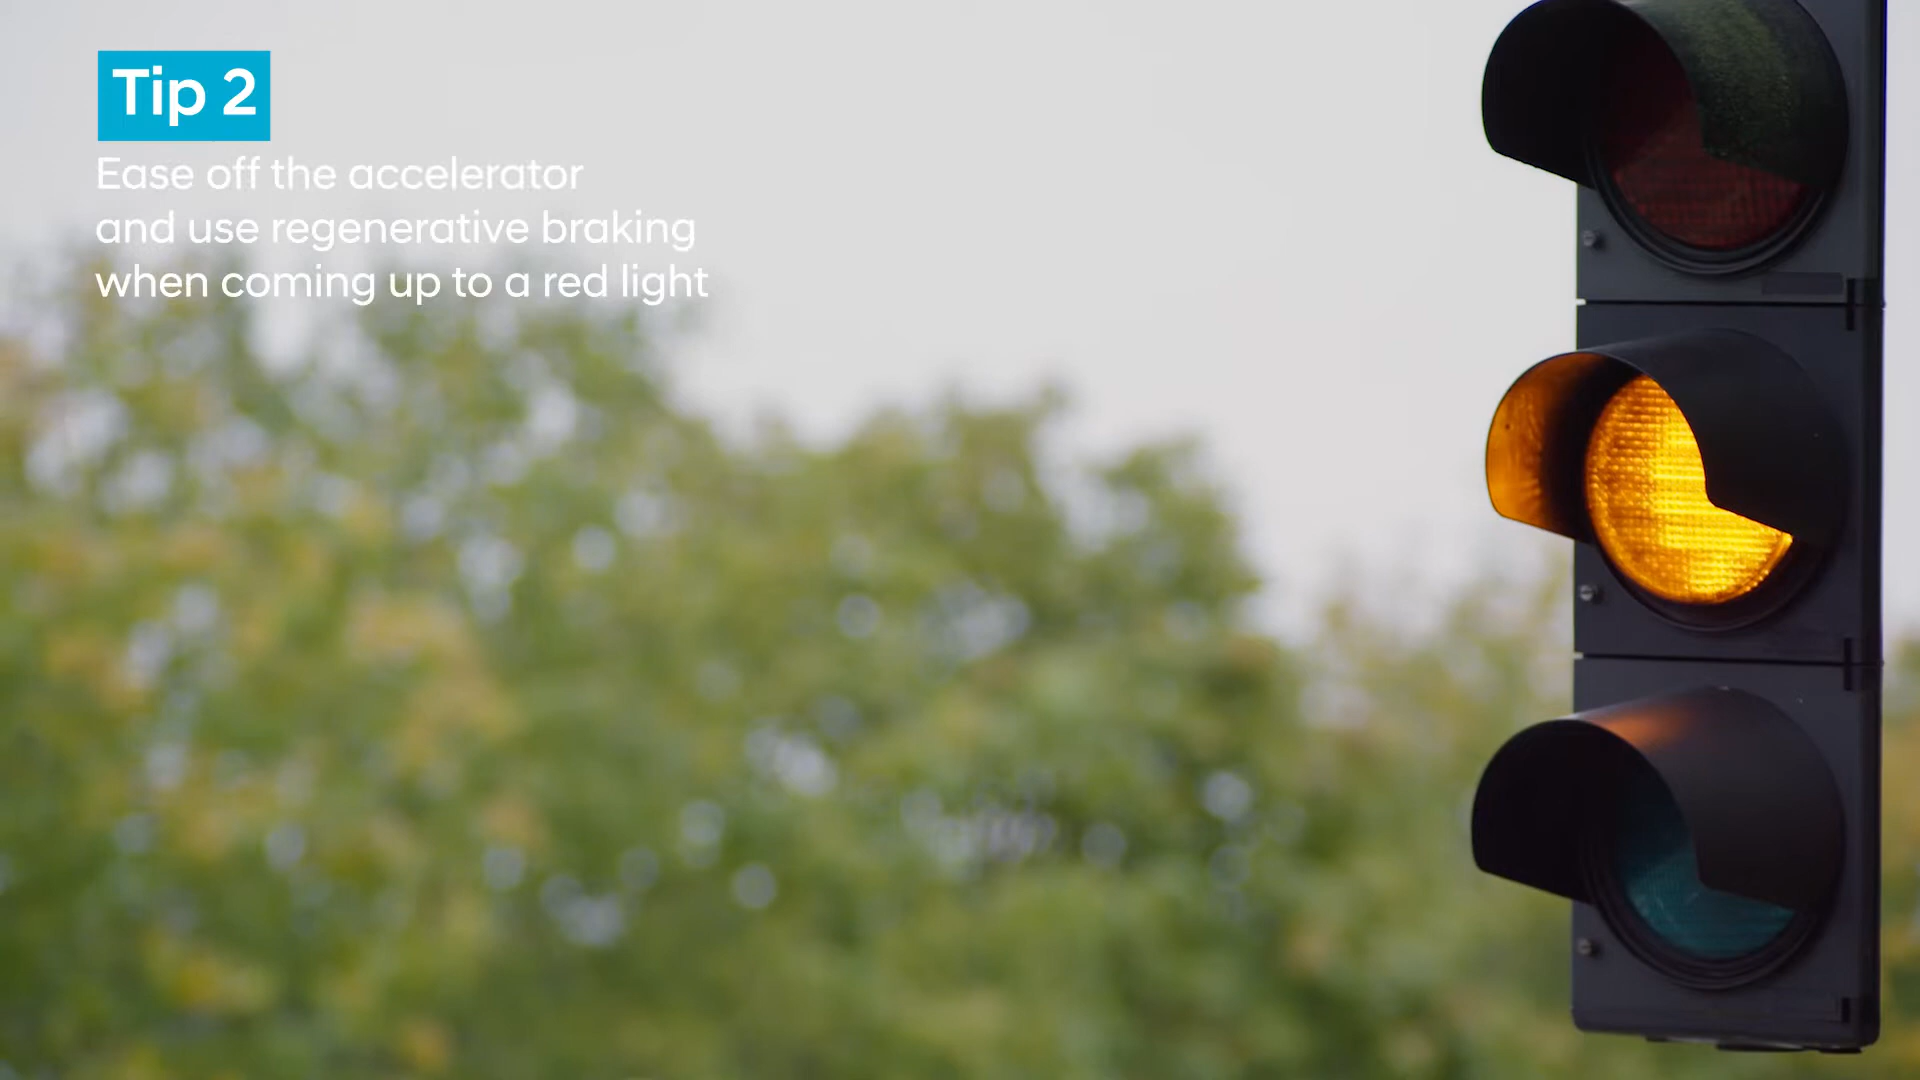 Tip 2
Ease off the accelerator
and use regenerative braking
when coming up to a red light